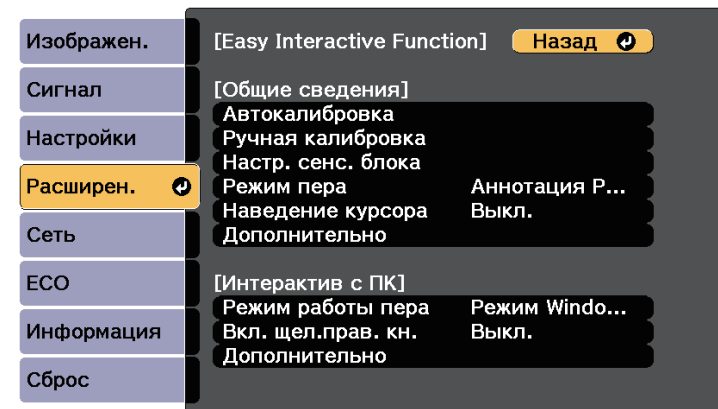 Изображен.
Сигнал
Настройки
Расширен.
Сеть
ECO
Информация
Сброс
[Easy Interactive Function] Назад
[Общие сведения]
Автокалибровка
Ручная калибровка
Настр. сенс. блока
Режим пера Аннотация P...
Наведение курсора Выкл.
Дополнительно
[Интерактив с ПК]
Режим работы пера Режим Windo...
Вкл. щел.прав. кн. Выкл.
Дополнительно